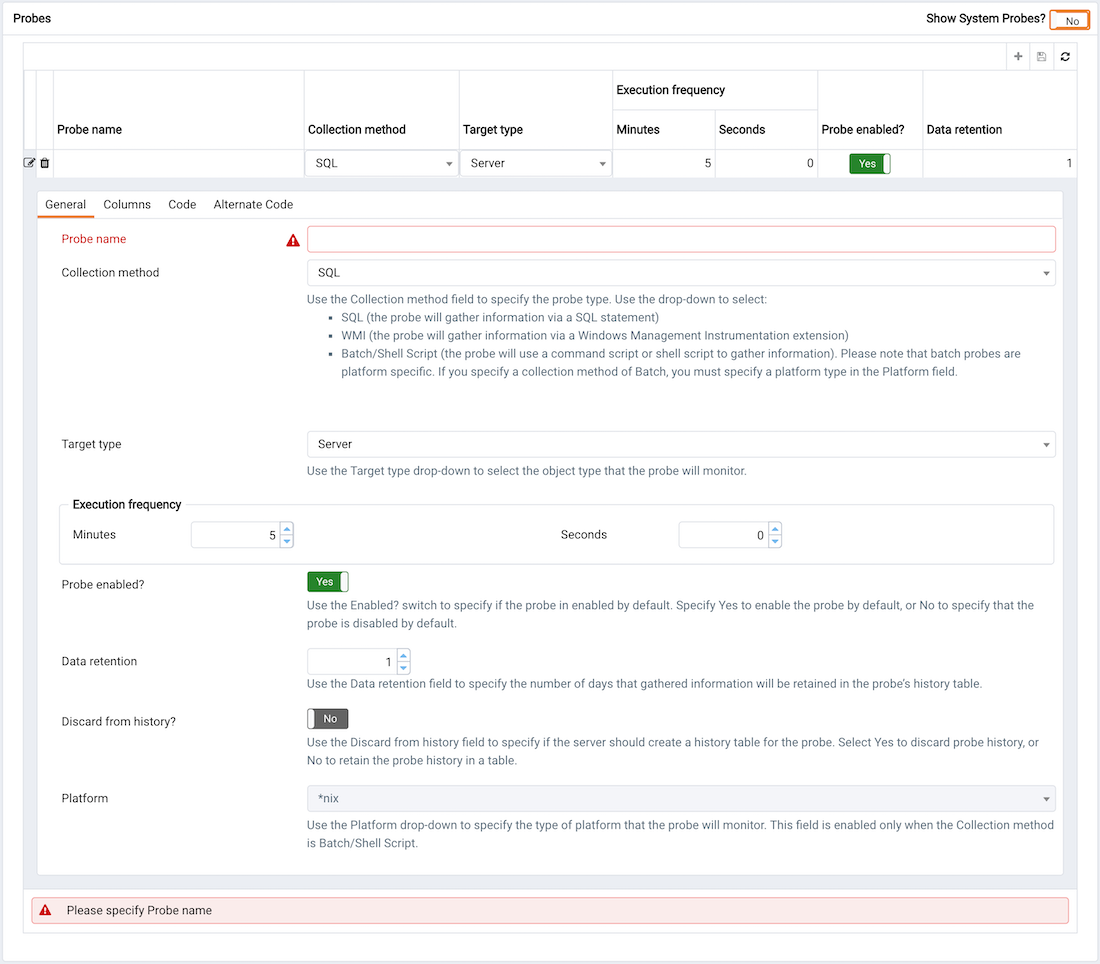 Probes
Show System Probes? No
Execution frequency
Probe name Collection method Target type Minutes Seconds Probe enabled? Data retention
SQL Server 5 0 Yes 1
General Columns Code Alternate Code
Probe name
Collection method SQL
Use the Collection method field to specify the probe type. Use the drop-down to select:
▪ SQL (the probe will gather information via a SQL statement)
▪ WMI (the probe will gather information via a Windows Management Instrumentation extension)
▪ Batch/Shell Script (the probe will use a command script or shell script to gather information). Please note that batch probes are
platform specific. If you specify a collection method of Batch, you must specify a platform type in the Platform field.
Target type Server
Use the Target type drop-down to select the object type that the probe will monitor.
Execution frequency
Minutes 5 Seconds 0
Probe enabled? Yes
Use the Enabled? switch to specify if the probe in enabled by default. Specify Yes to enable the probe by default, or No to specify that the
probe is disabled by default.
Data retention 1
Use the Data retention field to specify the number of days that gathered information will be retained in the probe's history table.
Discard from history? No
Use the Discard from history field to specify if the server should create a history table for the probe. Select Yes to discard probe history, or
No to retain the probe history in a table.
Platform *nix
Use the Platform drop-down to specify the type of platform that the probe will monitor. This field is enabled only when the Collection method
is Batch/Shell Script.
Please specify Probe name